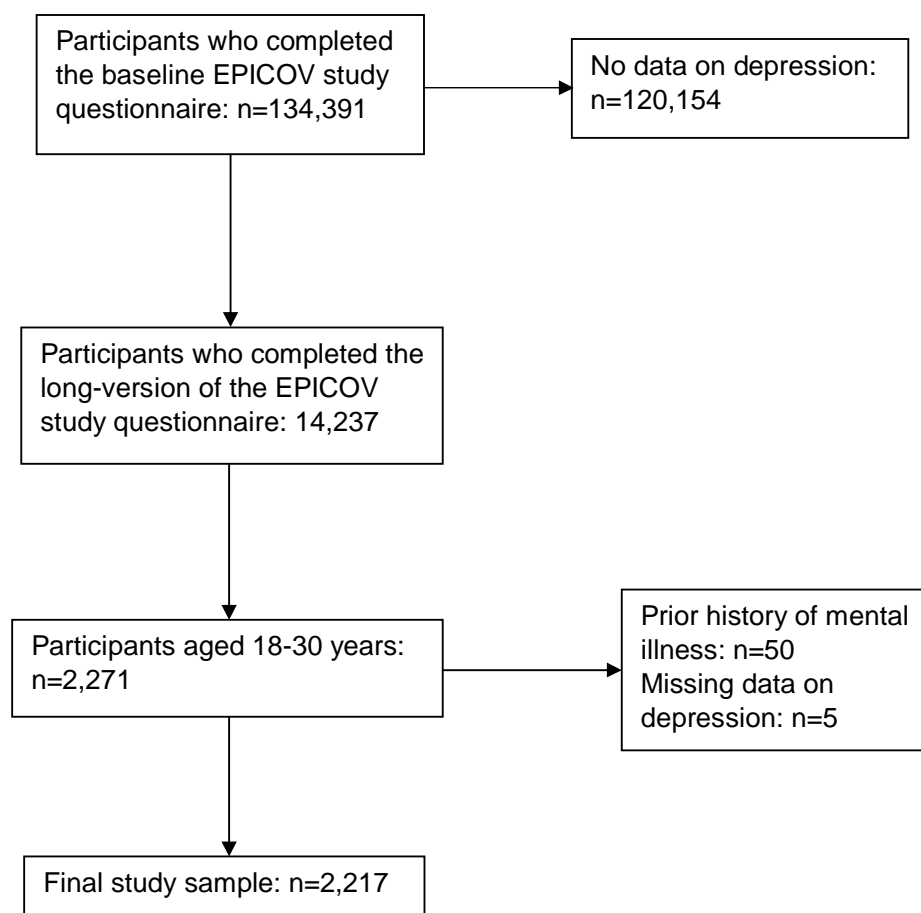 Participants who completed
the baseline EPICOV study
questionnaire: n=134,391
No data on depression:
n=120,154
Participants who completed the
long-version of the EPICOV
study questionnaire: 14,237
Participants aged 18-30 years:
n=2,271
Prior history of mental
illness: n=50
Missing data on
depression: n=5
Final study sample: n=2,217